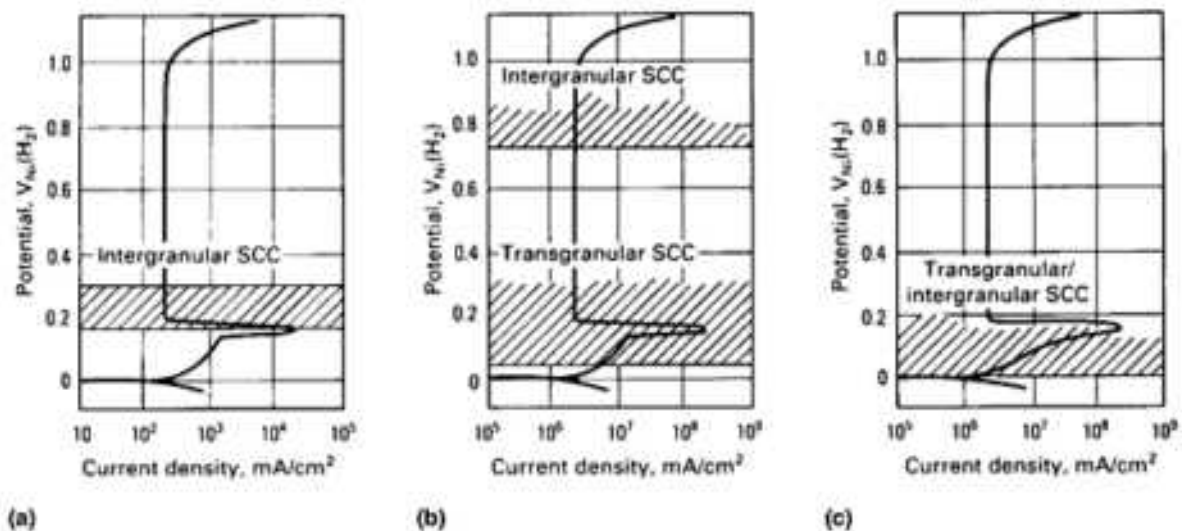 1.0
0.8
0.6
0.4
0.2
0
Potential, V_Ni(H₂)
Intergranular SCC
10 10² 10³ 10⁴ 10⁵
Current density, mA/cm²
(a)
1.0
0.8
0.6
0.4
0.2
0
Potential, V_Ni(H₂)
Intergranular SCC
Transgranular SCC
10⁵ 10⁶ 10⁷ 10⁸ 10⁹
Current density, mA/cm²
(b)
1.0
0.8
0.6
0.4
0.2
0
Potential, V_Ni(H₂)
Transgranular/
intergranular SCC
10⁵ 10⁶ 10⁷ 10⁸ 10⁹
Current density, mA/cm²
(c)